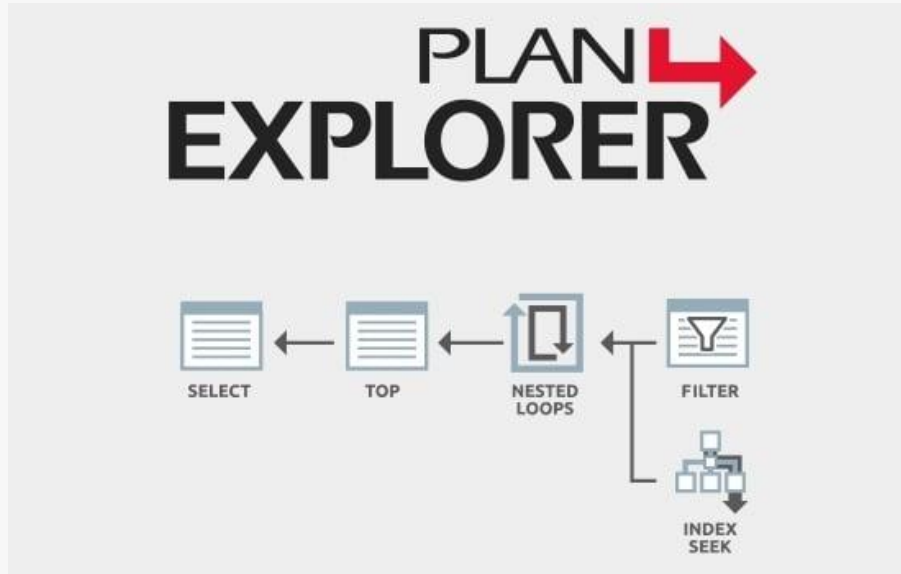 PLAN
EXPLORER
SELECT
TOP
NESTED
LOOPS
FILTER
INDEX
SEEK